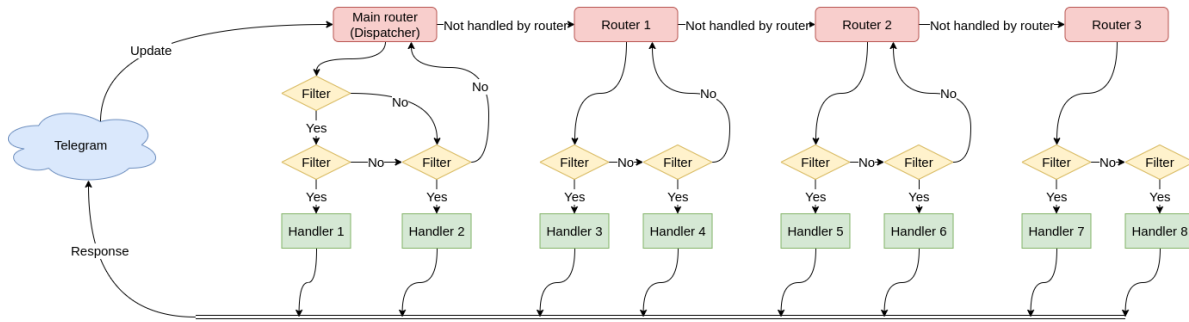 Main router
(Dispatcher)
Not handled by router
Router 1
Not handled by router
Router 2
Not handled by router
Router 3
Update
Filter
No
No
No
No
Yes
Telegram
Filter
No
Filter
Filter
No
Filter
Filter
No
Filter
Filter
No
Filter
Yes
Yes
Yes
Yes
Yes
Yes
Yes
Yes
Handler 1
Handler 2
Handler 3
Handler 4
Handler 5
Handler 6
Handler 7
Handler 8
Response